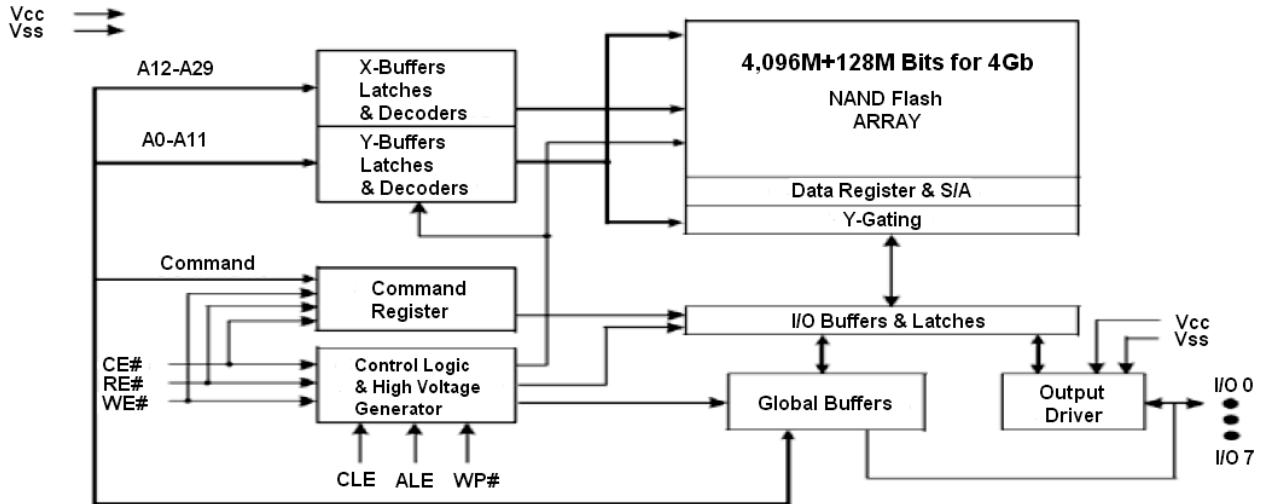 Vcc
Vss
A12-A29
X-Buffers
Latches
& Decoders
A0-A11
Y-Buffers
Latches
& Decoders
4,096M+128M Bits for 4Gb
NAND Flash
ARRAY
Data Register & S/A
Y-Gating
Command
Command
Register
I/O Buffers & Latches
Vcc
Vss
CE#
RE#
WE#
Control Logic
& High Voltage
Generator
Global Buffers
Output
Driver
I/O 0
I/O 7
CLE
ALE
WP#